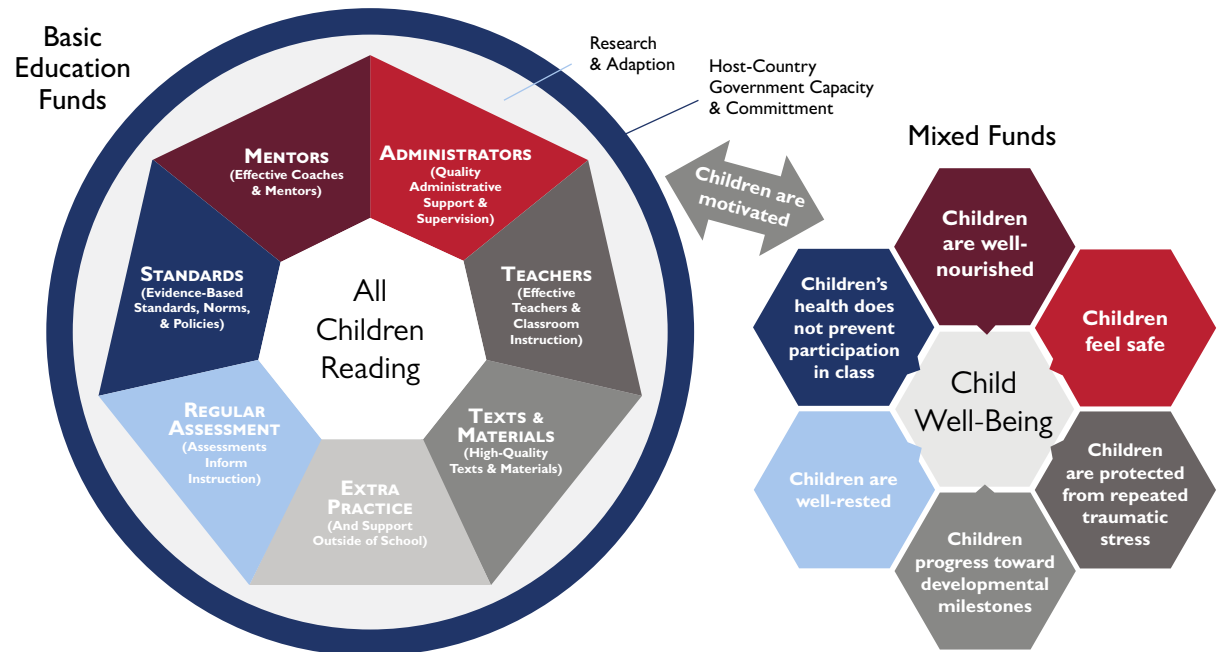 Basic
Education
Funds
Research
& Adaption
Host-Country
Government Capacity
& Committment
MENTORS
(Effective Coaches
& Mentors)
ADMINISTRATORS
(Quality
Administrative
Support &
Supervision)
STANDARDS
(Evidence-Based
Standards, Norms,
& Policies)
TEACHERS
(Effective
Teachers &
Classroom
Instruction)
All
Children
Reading
REGULAR
ASSESSMENT
(Assessments
Inform
Instruction)
TEXTS &
MATERIALS
(High-Quality
Texts & Materials)
EXTRA
PRACTICE
(And Support
Outside of School)
Children are
motivated
Mixed Funds
Children
are well-
nourished
Children's
health does
not prevent
participation
in class
Children
feel safe
Child
Well-Being
Children are
well-rested
Children
are protected
from repeated
traumatic
stress
Children
progress toward
developmental
milestones